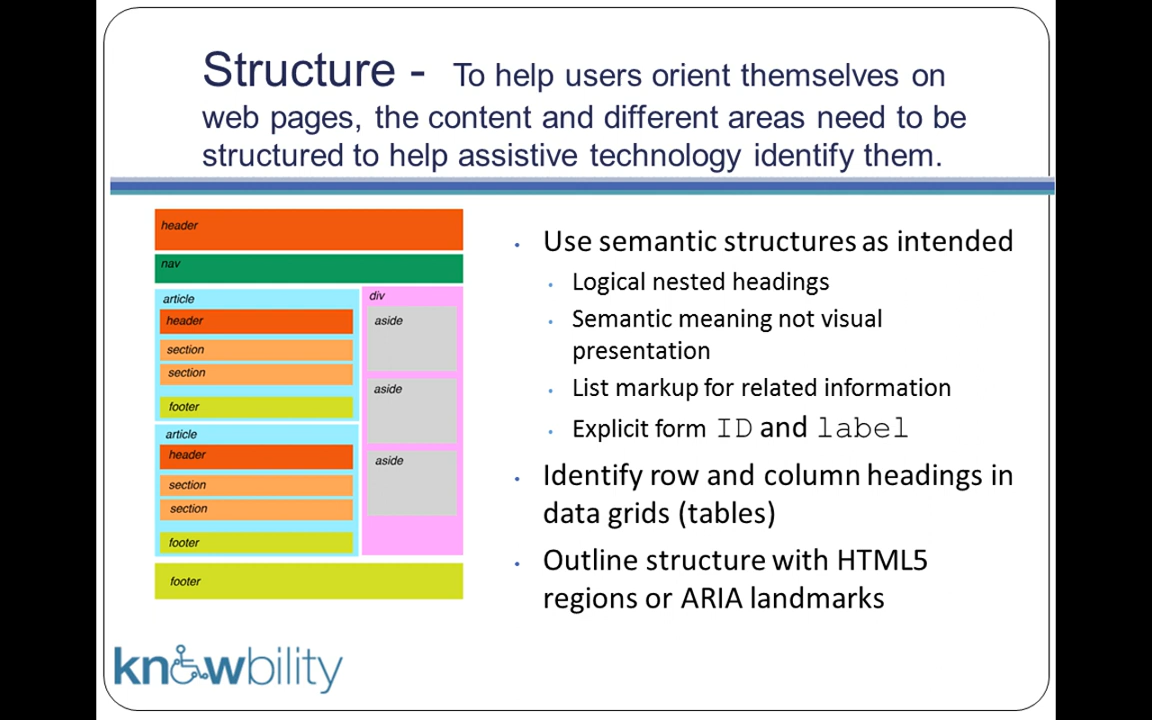 Structure - To help users orient themselves on
web pages, the content and different areas need to be
structured to help assistive technology identify them.
header
nav
article
header
section
section
footer
article
header
section
section
footer
div
aside
aside
aside
footer
• Use semantic structures as intended
• Logical nested headings
• Semantic meaning not visual
presentation
• List markup for related information
• Explicit form ID and label
• Identify row and column headings in
data grids (tables)
• Outline structure with HTML5
regions or ARIA landmarks
knowbility